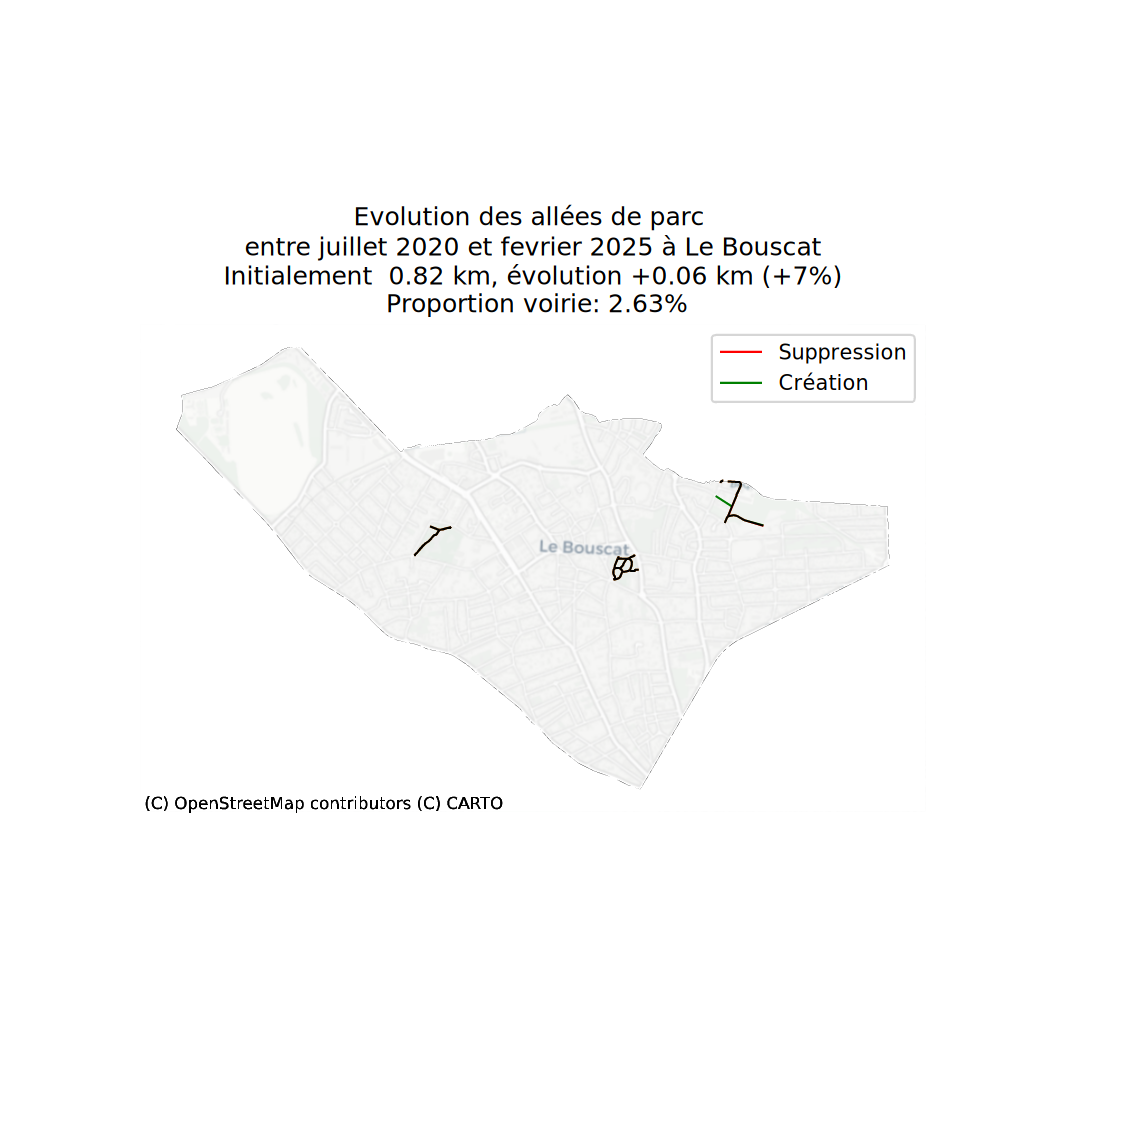 Evolution des allées de parc
entre juillet 2020 et fevrier 2025 à Le Bouscat
Initialement  0.82 km, évolution +0.06 km (+7%)
Proportion voirie: 2.63%
Suppression
Création
Le Bouscat
(C) OpenStreetMap contributors (C) CARTO